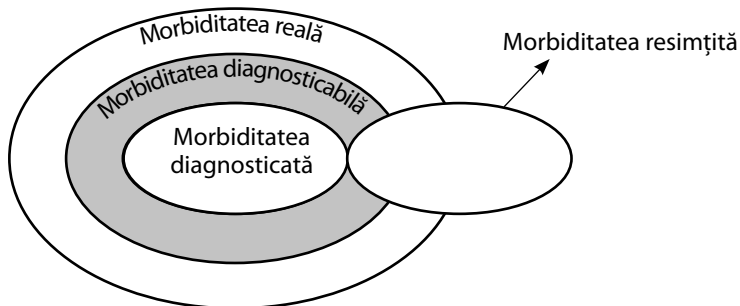 Morbiditatea reală
Morbiditatea resimțită
Morbiditatea diagnosticabilă
Morbiditatea
diagnosticată